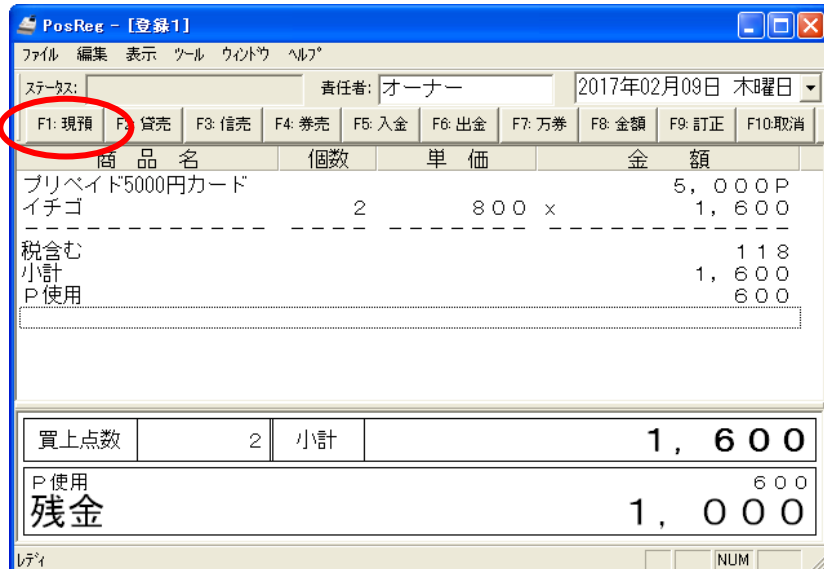 PosReg - [登録1]
ファイル 編集 表示 ツール ウィンドウ ヘルプ
ステータス: 責任者: オーナー 2017年02月09日 木曜日
F1: 現預 F2: 貸売 F3: 信売 F4: 券売 F5: 入金 F6: 出金 F7: 万券 F8: 金額 F9: 訂正 F10:取消
商 品 名 個数 単 価 金 額
プリペイド5000円カード 5,000P
イチゴ 2 800 x 1,600
税含む 118
小計 1,600
P使用 600
買上点数 2 小計 1,600
P使用 600
残金 1,000
レディ NUM